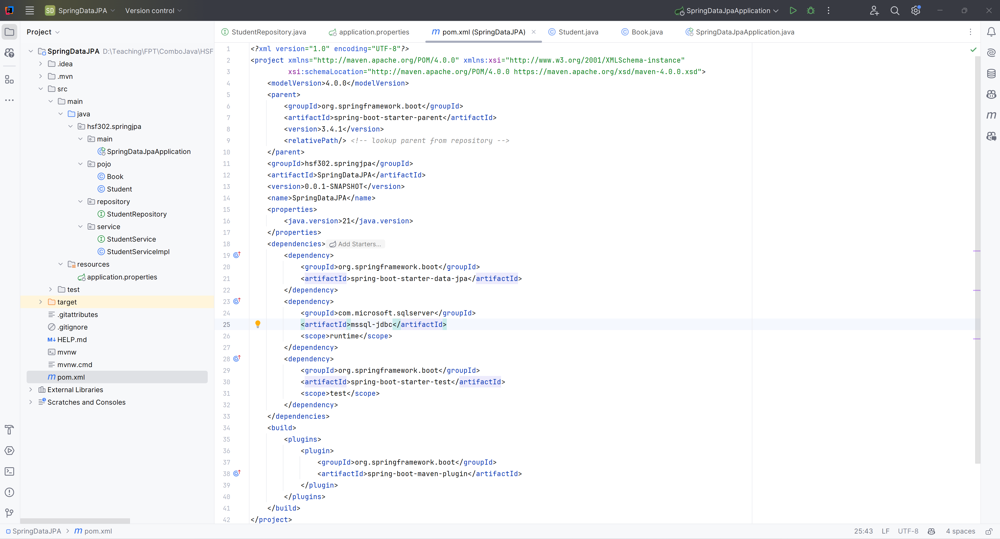 SD SpringDataJPA Version control SpringDataJpaApplication
Project
SpringDataJPA D:\Teaching\FPT\ComboJava\HSF
.idea
.mvn
src
main
java
hsf302.springjpa
main
SpringDataJpaApplication
pojo
Book
Student
repository
StudentRepository
service
StudentService
StudentServiceImpl
resources
application.properties
test
target
.gitattributes
.gitignore
M↓ HELP.md
mvnw
mvnw.cmd
m pom.xml
External Libraries
Scratches and Consoles
StudentRepository.java application.properties m pom.xml (SpringDataJPA) Student.java Book.java SpringDataJpaApplication.java
1 <?xml version="1.0" encoding="UTF-8"?>
2 <project xmlns="http://maven.apache.org/POM/4.0.0" xmlns:xsi="http://www.w3.org/2001/XMLSchema-instance"
3 xsi:schemaLocation="http://maven.apache.org/POM/4.0.0 https://maven.apache.org/xsd/maven-4.0.0.xsd">
4 <modelVersion>4.0.0</modelVersion>
5 <parent>
6 <groupId>org.springframework.boot</groupId>
7 <artifactId>spring-boot-starter-parent</artifactId>
8 <version>3.4.1</version>
9 <relativePath/> <!-- lookup parent from repository -->
10 </parent>
11 <groupId>hsf302.springjpa</groupId>
12 <artifactId>SpringDataJPA</artifactId>
13 <version>0.0.1-SNAPSHOT</version>
14 <name>SpringDataJPA</name>
15 <properties>
16 <java.version>21</java.version>
17 </properties>
18 <dependencies> Add Starters...
19 <dependency>
20 <groupId>org.springframework.boot</groupId>
21 <artifactId>spring-boot-starter-data-jpa</artifactId>
22 </dependency>
23 <dependency>
24 <groupId>com.microsoft.sqlserver</groupId>
25 <artifactId>mssql-jdbc</artifactId>
26 <scope>runtime</scope>
27 </dependency>
28 <dependency>
29 <groupId>org.springframework.boot</groupId>
30 <artifactId>spring-boot-starter-test</artifactId>
31 <scope>test</scope>
32 </dependency>
33 </dependencies>
34 <build>
35 <plugins>
36 <plugin>
37 <groupId>org.springframework.boot</groupId>
38 <artifactId>spring-boot-maven-plugin</artifactId>
39 </plugin>
40 </plugins>
41 </build>
42 </project>
SpringDataJPA > m pom.xml 25:43 LF UTF-8 4 spaces